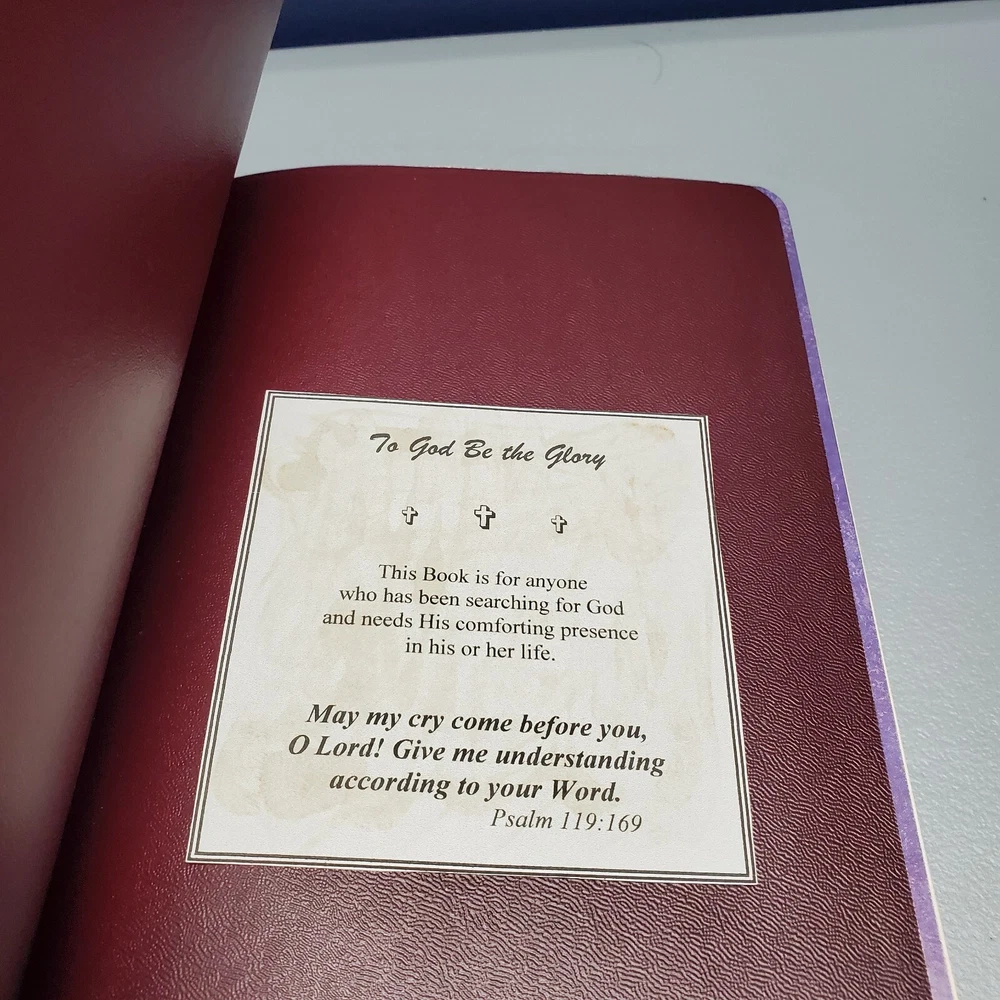 To God Be the Glory
This Book is for anyone
who has been searching for God
and needs His comforting presence
in his or her life.
May my cry come before you,
O Lord! Give me understanding
according to your Word.
Psalm 119:169